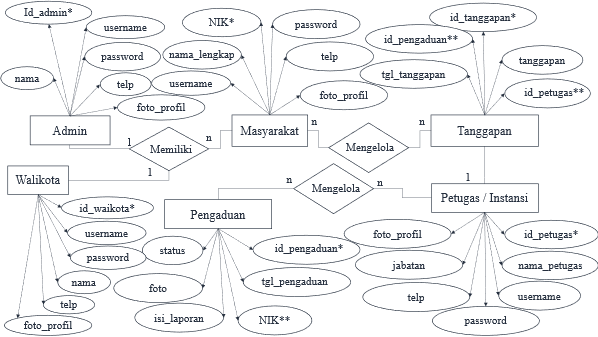 Id_admin*
username
password
nama
telp
foto_profil
Admin
NIK*
password
nama_lengkap
telp
username
foto_profil
Masyarakat
id_tanggapan*
id_pengaduan**
tgl_tanggapan
tanggapan
id_petugas**
Tanggapan
1
n
Memiliki
1
n
n
Mengelola
Walikota
id_waikota*
username
password
nama
telp
foto_profil
n
n
Mengelola
1
Pengaduan
status
id_pengaduan*
foto
tgl_pengaduan
isi_laporan
NIK**
Petugas / Instansi
foto_profil
id_petugas*
jabatan
nama_petugas
telp
username
password